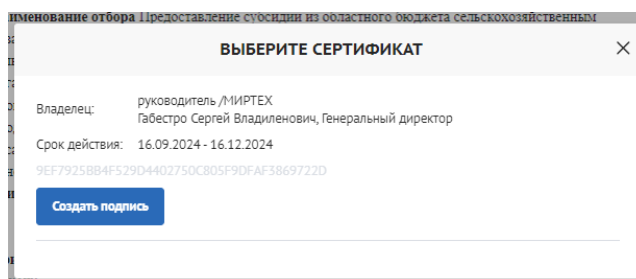 именование отбора Предоставление субсидии из областного бюджета сельскохозяйственным
ВЫБЕРИТЕ СЕРТИФИКАТ
Владелец: руководитель /МИРТЕХ
Габестро Сергей Владиленович, Генеральный директор
Срок действия: 16.09.2024 - 16.12.2024
9EF7925BB4F529D4402750C805F9DFAF3869722D
Создать подпись